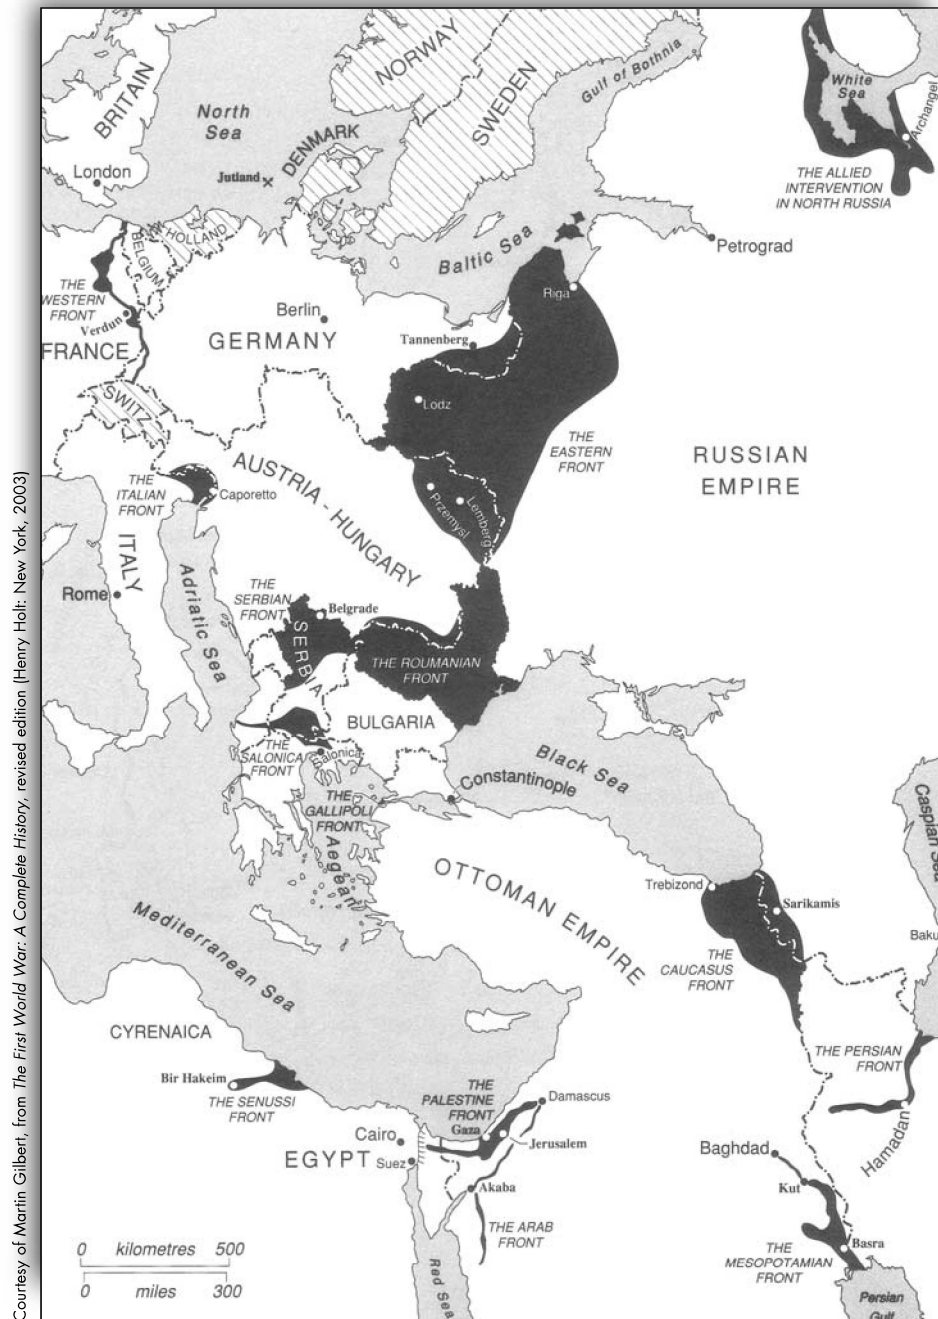 NORWAY
SWEDEN
Gulf of Bothnia
White
Sea
Archangel
BRITAIN
North
Sea
DENMARK
Jutland
London
THE ALLIED
INTERVENTION
IN NORTH RUSSIA
HOLLAND
BELGIUM
Baltic Sea
Petrograd
THE
WESTERN
FRONT
Verdun
Riga
Berlin
Tannenberg
FRANCE
GERMANY
SWITZ
Lodz
THE
EASTERN
FRONT
RUSSIAN
EMPIRE
AUSTRIA - HUNGARY
THE
ITALIAN
FRONT
Caporetto
Przemysl
Lemberg
ITALY
Rome
Adriatic Sea
THE
SERBIAN
FRONT
Belgrade
SERBIA
THE ROUMANIAN
FRONT
BULGARIA
THE
SALONICA
FRONT
Salonica
Black Sea
Constantinople
THE
GALLIPOLI
FRONT
Aegean
Caspian Sea
OTTOMAN EMPIRE
Trebizond
Sarikamis
Baku
THE
CAUCASUS
FRONT
Mediterranean Sea
CYRENAICA
THE PERSIAN
FRONT
Bir Hakeim
THE SENUSSI
FRONT
THE
PALESTINE
FRONT
Gaza
Damascus
Jerusalem
Hamadan
Cairo
EGYPT
Suez
Baghdad
Kut
Akaba
THE ARAB
FRONT
Basra
THE
MESOPOTAMIAN
FRONT
0 kilometres 500
0 miles 300
Red Sea
Persian
Gulf
Courtesy of Martin Gilbert, from The First World War: A Complete History, revised edition (Henry Holt: New York, 2003)